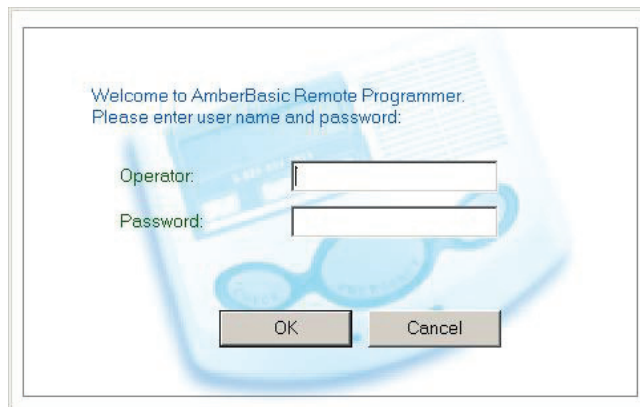 Welcome to AmberBasic Remote Programmer.
Please enter user name and password:
Operator:
Password:
OK
Cancel